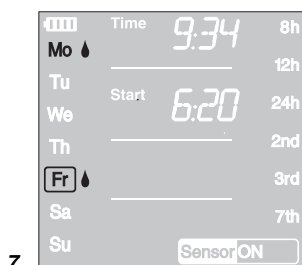 Time 9:34 8h
Mo
12h
Tu
Start 6:20 24h
We
Th 2nd
Fr 3rd
Sa 7th
Su Sensor ON
7